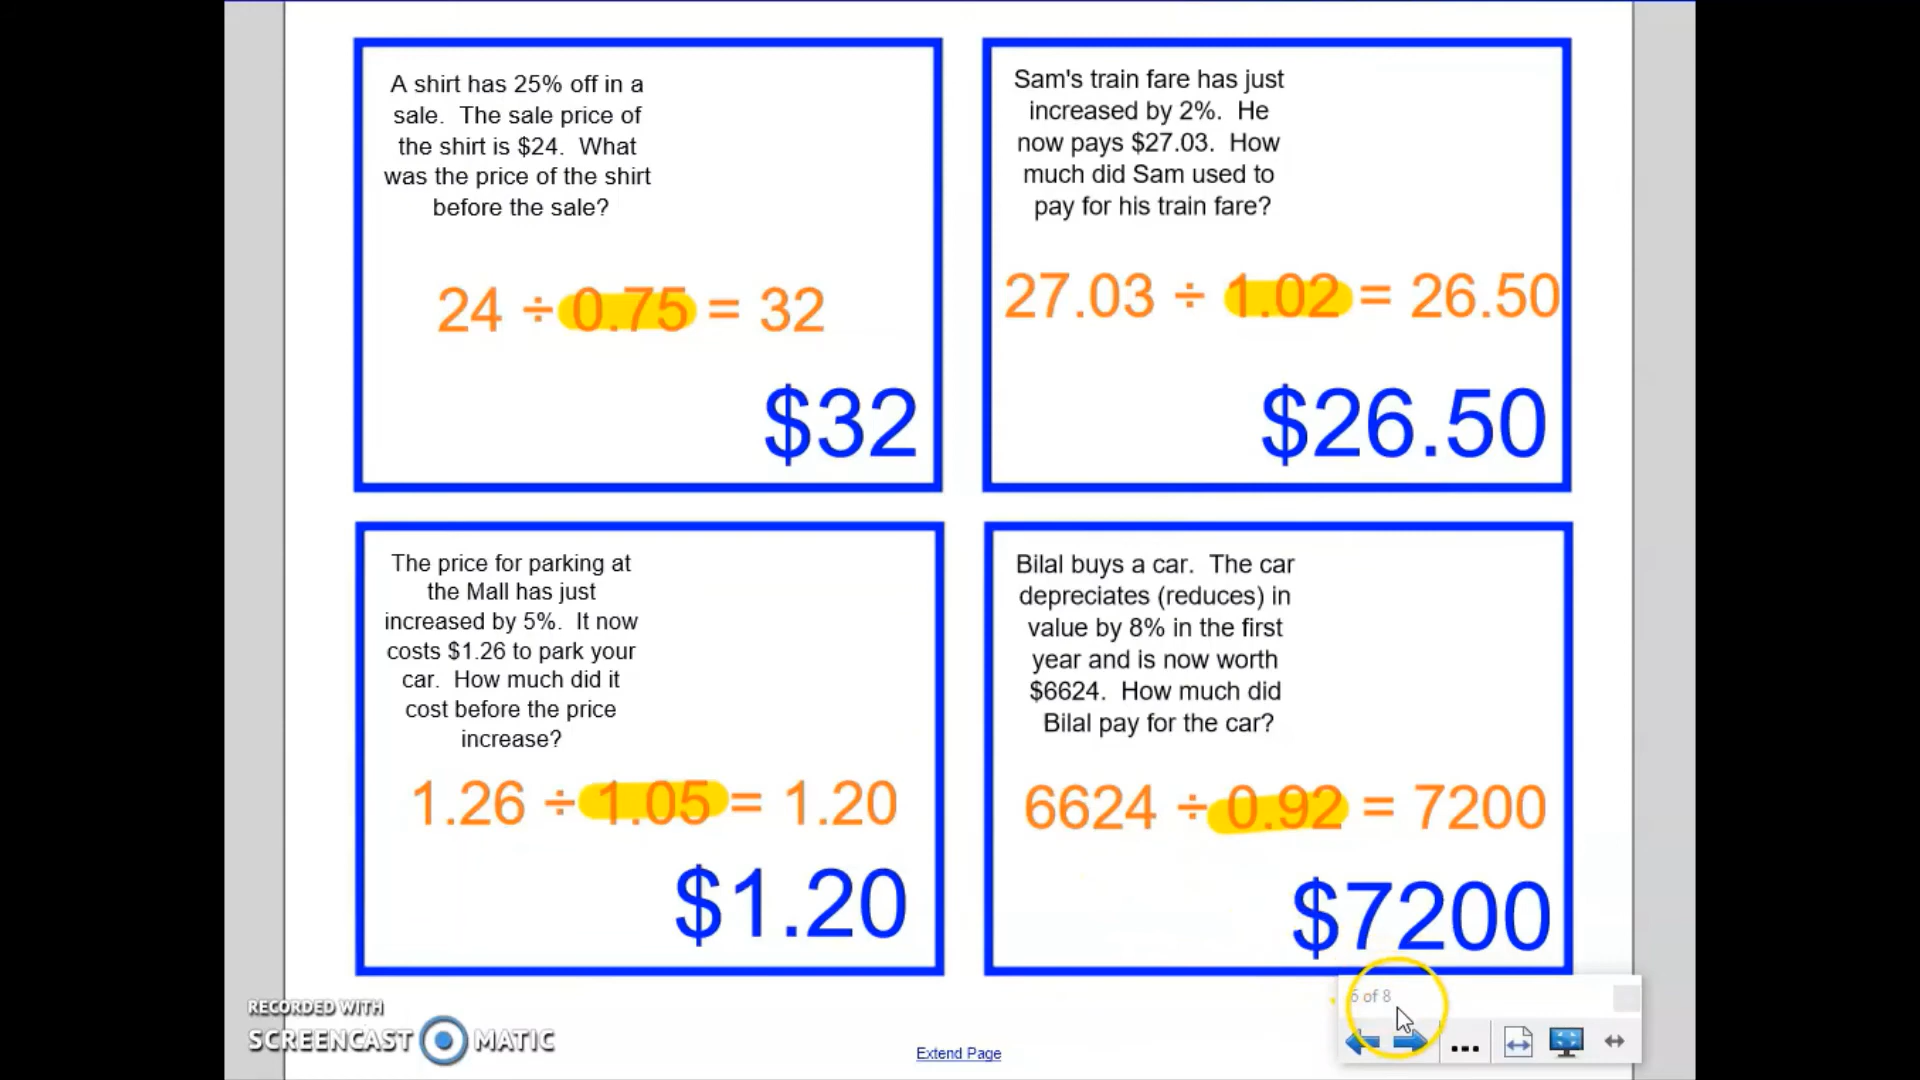 A shirt has 25% off in a
sale. The sale price of
the shirt is $24. What
was the price of the shirt
before the sale?
24 ÷ 0.75 = 32
$32
Sam's train fare has just
increased by 2%. He
now pays $27.03. How
much did Sam used to
pay for his train fare?
27.03 ÷ 1.02 = 26.50
$26.50
The price for parking at
the Mall has just
increased by 5%. It now
costs $1.26 to park your
car. How much did it
cost before the price
increase?
1.26 ÷ 1.05 = 1.20
$1.20
Bilal buys a car. The car
depreciates (reduces) in
value by 8% in the first
year and is now worth
$6624. How much did
Bilal pay for the car?
6624 ÷ 0.92 = 7200
$7200
of 8
RECORDED WITH
SCREENCAST MATIC
Extend Page